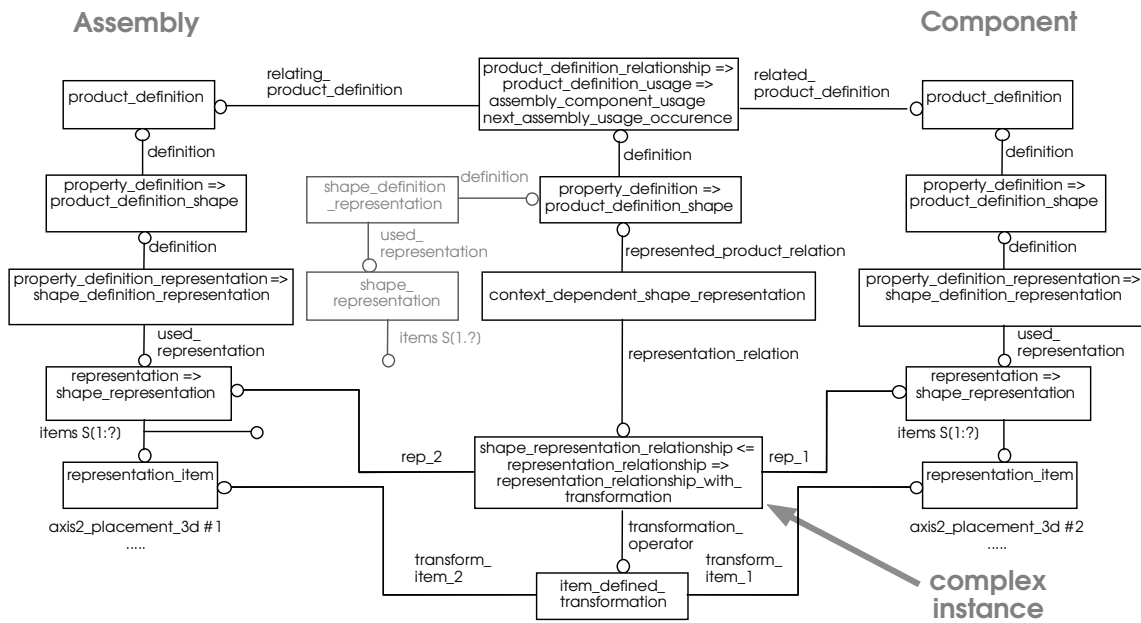 Assembly
Component
relating_
product_definition
product_definition_relationship =>
product_definition_usage =>
assembly_component_usage
next_assembly_usage_occurence
related_
product_definition
product_definition
product_definition
definition
definition
definition
property_definition =>
product_definition_shape
shape_definition
_representation
definition
property_definition =>
product_definition_shape
property_definition =>
product_definition_shape
used_
representation
definition
represented_product_relation
definition
property_definition_representation =>
shape_definition_representation
shape_
representation
context_dependent_shape_representation
property_definition_representation =>
shape_definition_representation
used_
representation
items S[1.?]
representation_relation
used_
representation
representation =>
shape_representation
representation =>
shape_representation
items S[1:?]
items S[1:?]
rep_2
shape_representation_relationship <=
representation_relationship =>
representation_relationship_with_
transformation
rep_1
representation_item
representation_item
axis2_placement_3d #1
.....
axis2_placement_3d #2
.....
transformation_
operator
transform_
item_2
transform_
item_1
item_defined_
transformation
complex
instance